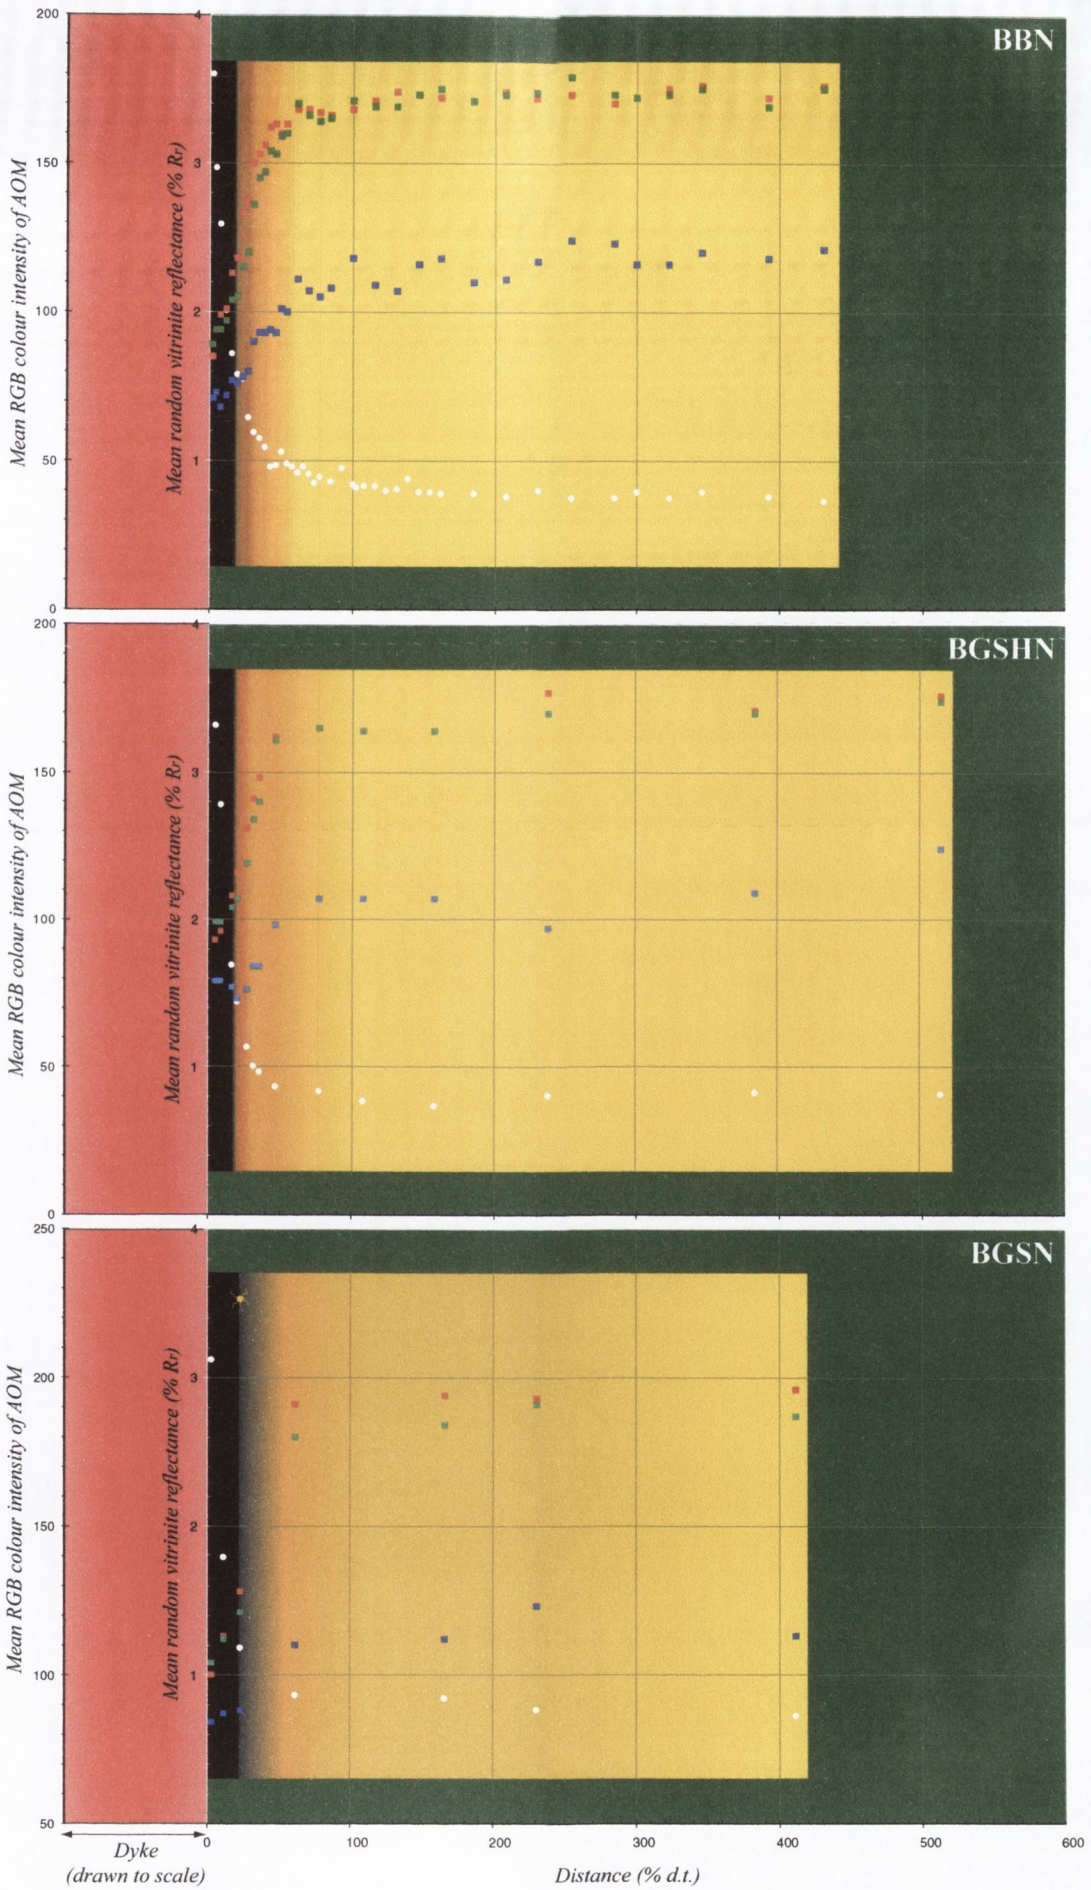 200
150
100
50
0
Mean RGB colour intensity of AOM
4
3
2
1
Mean random vitrinite reflectance (% Rr)
BBN
200
150
100
50
0
Mean RGB colour intensity of AOM
4
3
2
1
Mean random vitrinite reflectance (% Rr)
BGSHN
250
200
150
100
50
Mean RGB colour intensity of AOM
4
3
2
1
Mean random vitrinite reflectance (% Rr)
BGSN
0 100 200 300 400 500 600
Dyke
(drawn to scale)
Distance (% d.t.)